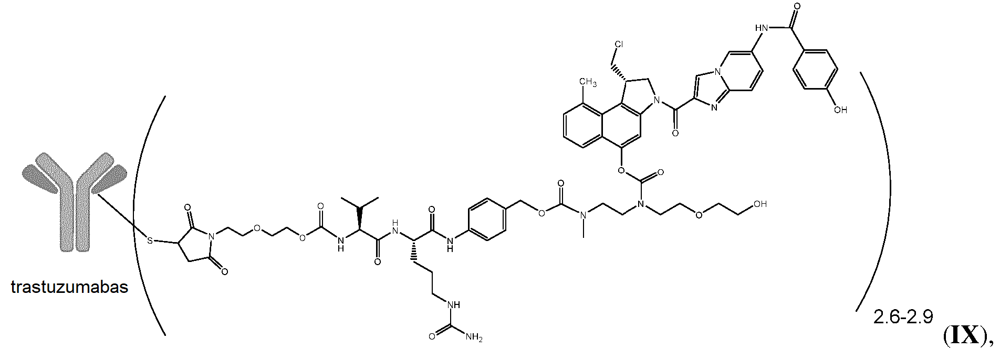 O
HN
Cl
CH3
N
N
N
OH
O
O
O
O
O
O
O
H
N
O
N
N
OH
O
N
O
O
S
N
H
N
H
O
O
trastuzumabas
NH
2.6-2.9
O
NH2
(IX),